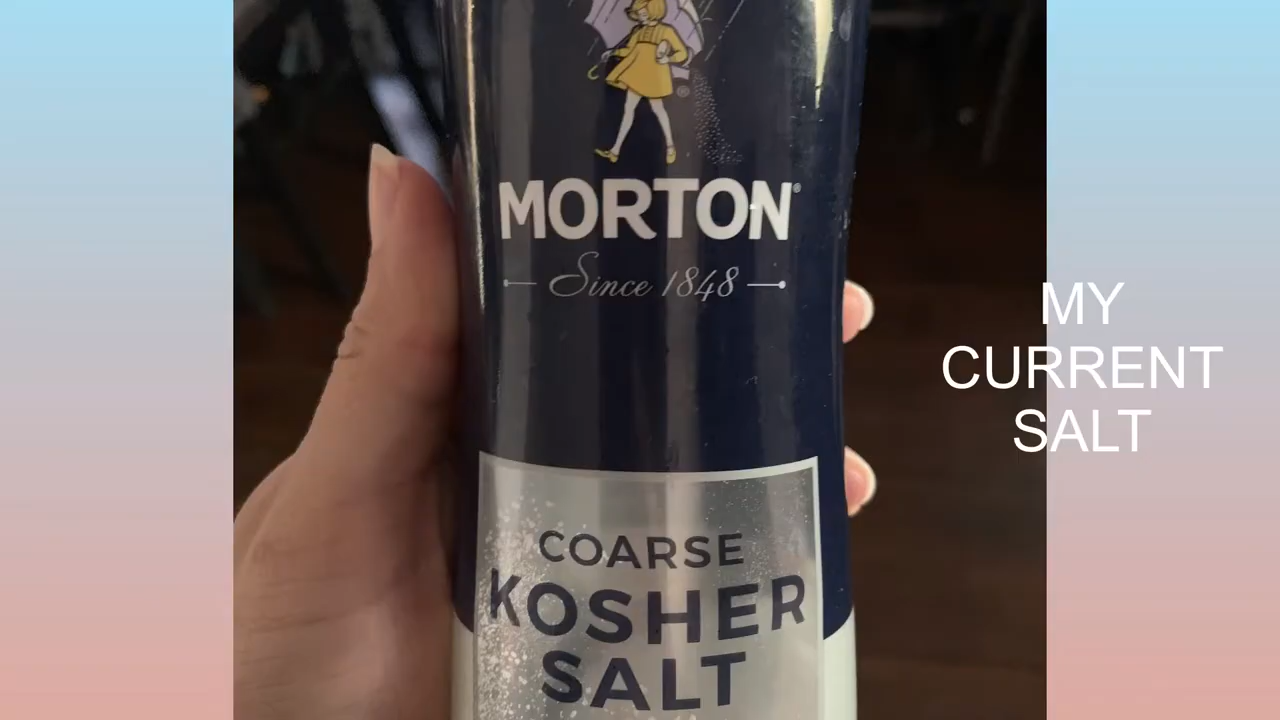 MORTON®
Since 1848
COARSE
KOSHER
SALT
MY
CURRENT
SALT